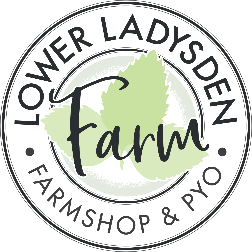 LOWER LADYSDEN
Farm
• FARMSHOP & PYO •